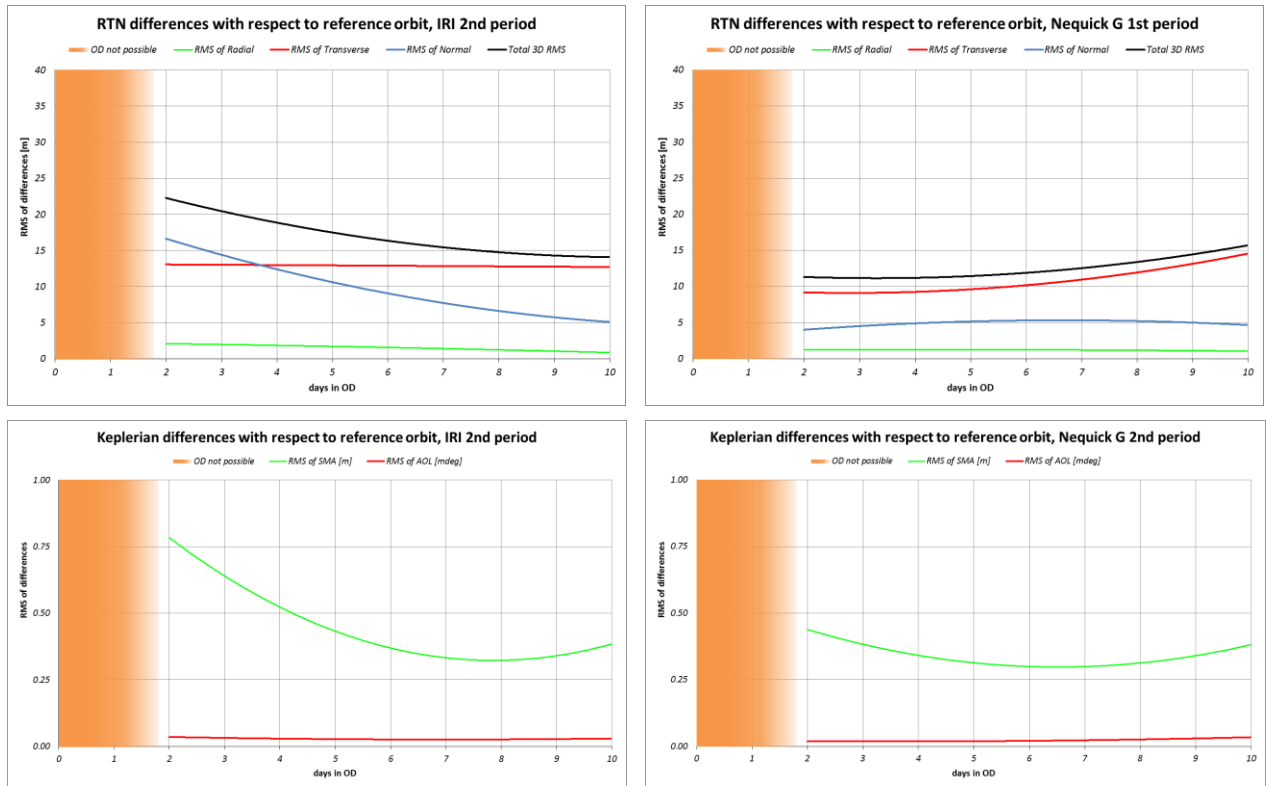 RTN differences with respect to reference orbit, IRI 2nd period
OD not possible RMS of Radial RMS of Transverse RMS of Normal Total 3D RMS
40
35
30
25
20
15
10
5
0
RMS of differences [m]
0 1 2 3 4 5 6 7 8 9 10
days in OD
RTN differences with respect to reference orbit, Nequick G 1st period
OD not possible RMS of Radial RMS of Transverse RMS of Normal Total 3D RMS
40
35
30
25
20
15
10
5
0
RMS of differences [m]
0 1 2 3 4 5 6 7 8 9 10
days in OD
Keplerian differences with respect to reference orbit, IRI 2nd period
OD not possible RMS of SMA [m] RMS of AOL [mdeg]
1.00
0.75
0.50
0.25
0.00
RMS of differences
0 1 2 3 4 5 6 7 8 9 10
days in OD
Keplerian differences with respect to reference orbit, Nequick G 2nd period
OD not possible RMS of SMA [m] RMS of AOL [mdeg]
1.00
0.75
0.50
0.25
0.00
RMS of differences
0 1 2 3 4 5 6 7 8 9 10
days in OD